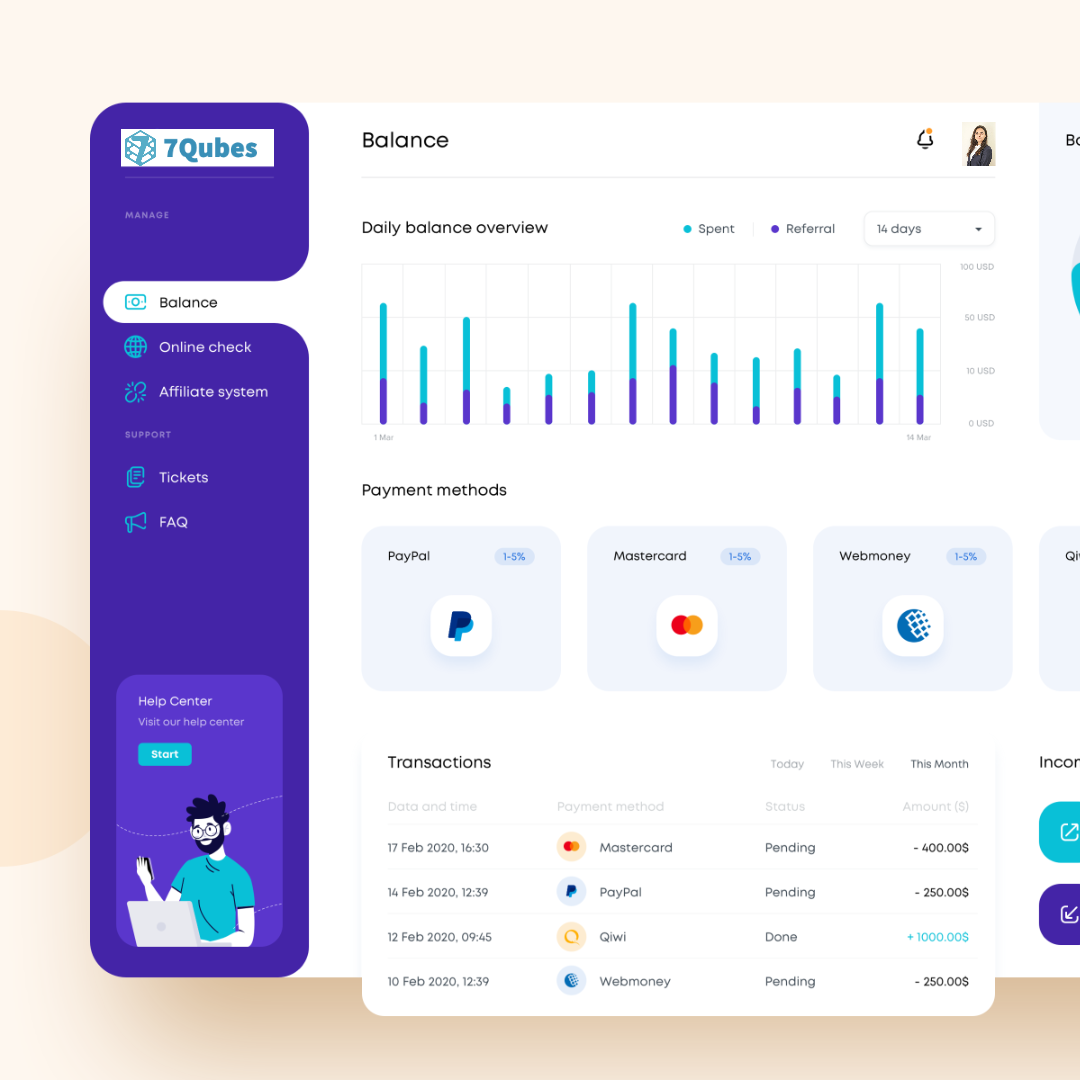 7Qubes
MANAGE
Balance
Online check
Affiliate system
SUPPORT
Tickets
FAQ
Help Center
Visit our help center
Start
Balance
Daily balance overview
Spent
Referral
14 days
100 USD
50 USD
10 USD
0 USD
1 Mar
14 Mar
Payment methods
PayPal 1-5%
Mastercard 1-5%
Webmoney 1-5%
Transactions
Today This Week This Month
Data and time Payment method Status Amount ($)
17 Feb 2020, 16:30 Mastercard Pending - 400.00$
14 Feb 2020, 12:39 PayPal Pending - 250.00$
12 Feb 2020, 09:45 Qiwi Done + 1000.00$
10 Feb 2020, 12:39 Webmoney Pending - 250.00$